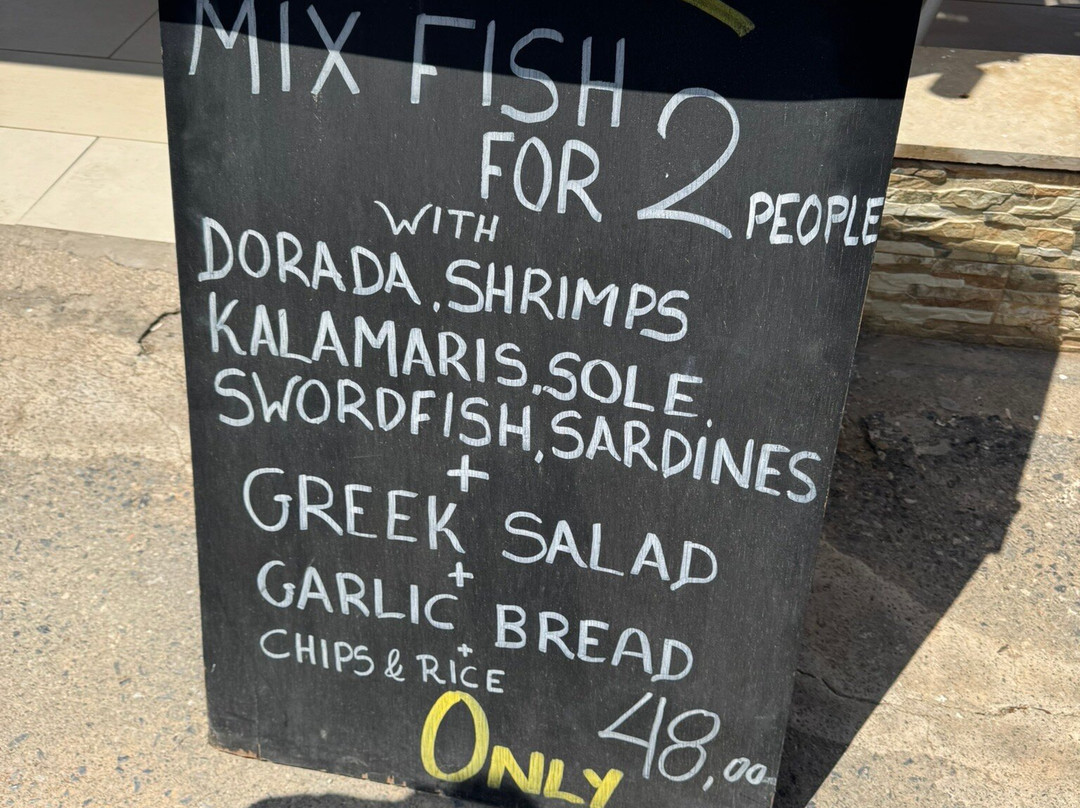 MIX FISH
FOR 2 PEOPLE
WITH
DORADA, SHRIMPS
KALAMARIS, SOLE,
SWORDFISH, SARDiNES
+
GREEK SALAD
+
GARLIC BREAD
+
CHIPS & RICE
ONLY 48,00